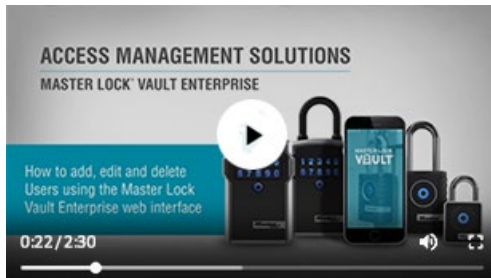 ACCESS MANAGEMENT SOLUTIONS
MASTER LOCK™ VAULT ENTERPRISE
MASTER LOCK
VAULT
How to add, edit and delete
Users using the Master Lock
Vault Enterprise web interface
0:22/2:30